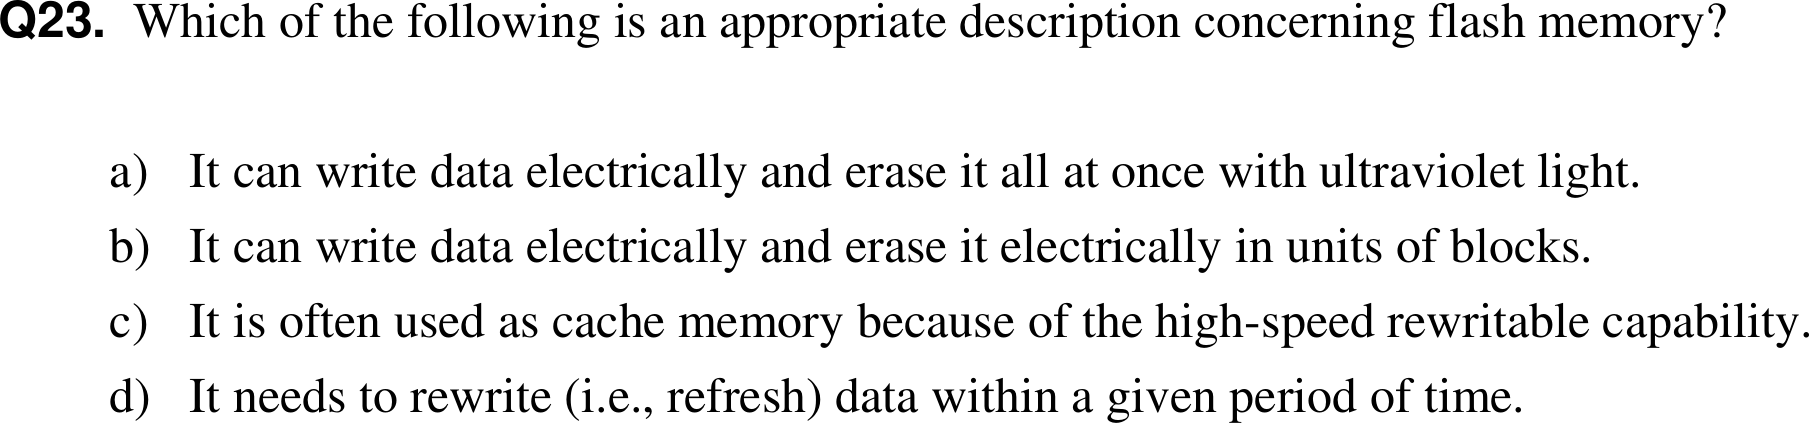 Q23. Which of the following is an appropriate description concerning flash memory?
a) It can write data electrically and erase it all at once with ultraviolet light.
b) It can write data electrically and erase it electrically in units of blocks.
c) It is often used as cache memory because of the high-speed rewritable capability.
d) It needs to rewrite (i.e., refresh) data within a given period of time.